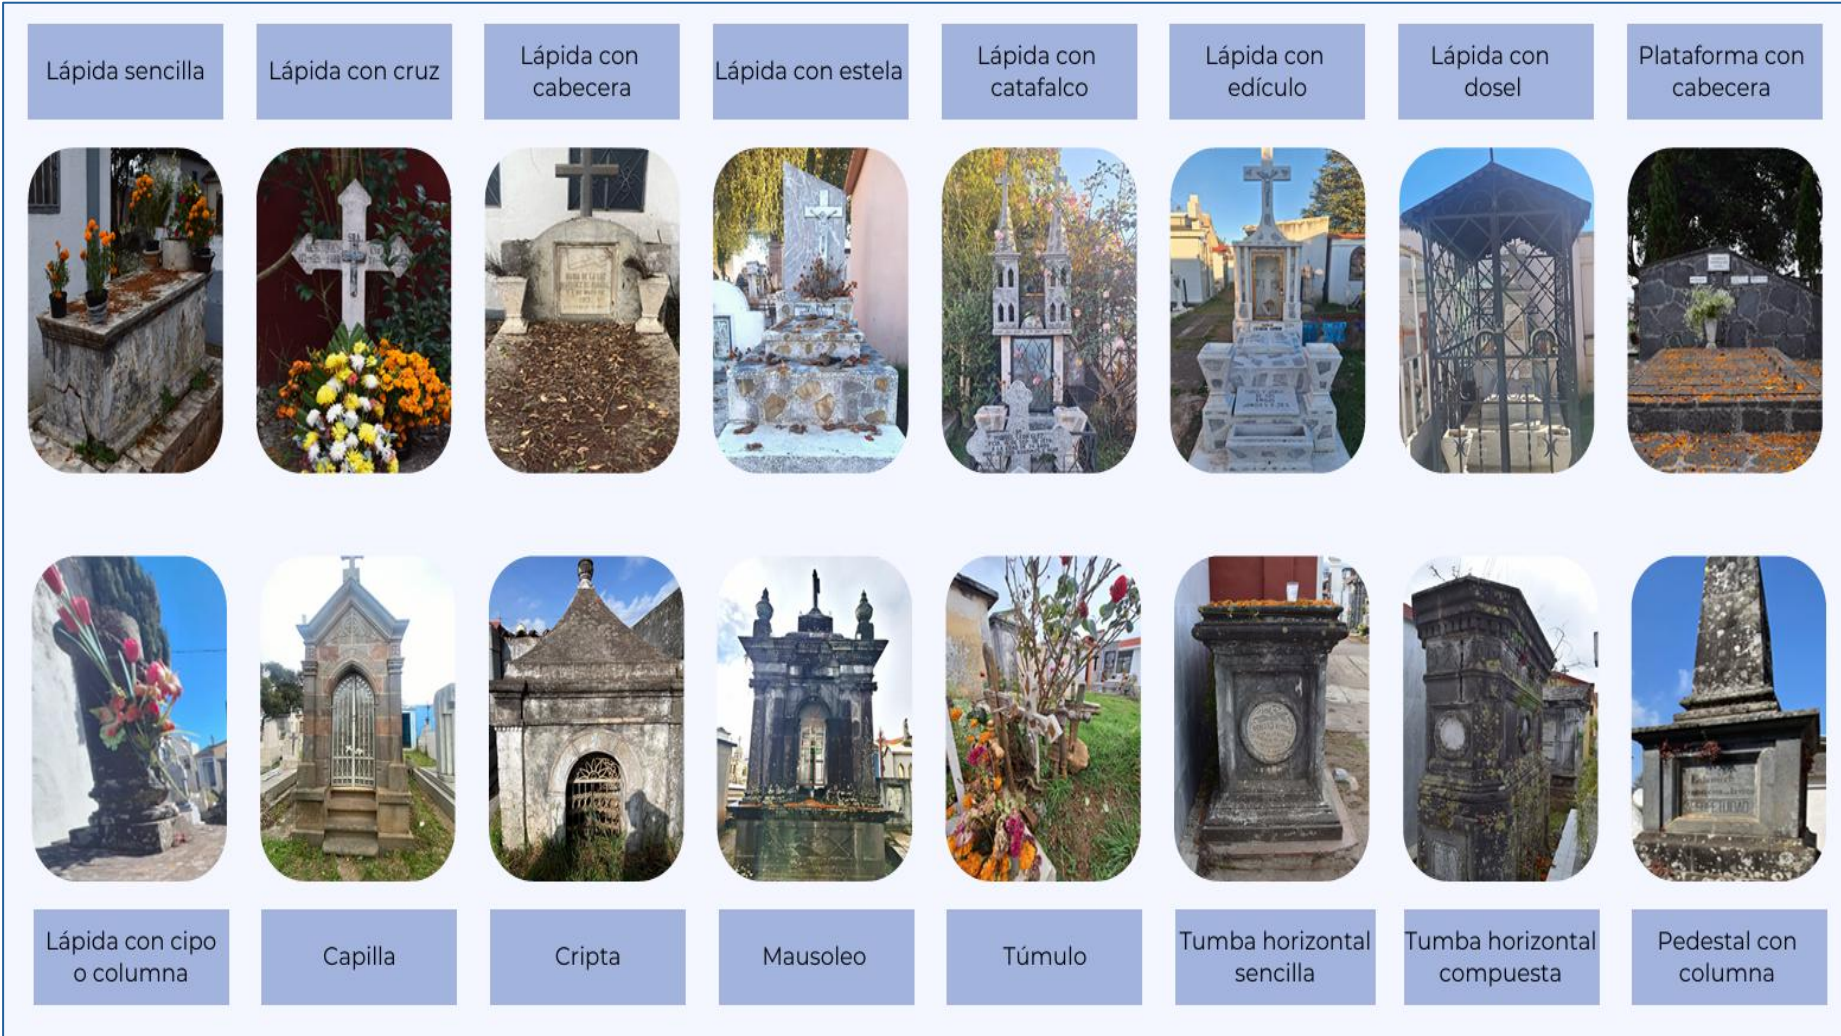 Lápida sencilla
Lápida con cruz
Lápida con
cabecera
Lápida con estela
Lápida con
catafalco
Lápida con
edículo
Lápida con
dosel
Plataforma con
cabecera
Lápida con cipo
o columna
Capilla
Cripta
Mausoleo
Túmulo
Tumba horizontal
sencilla
Tumba horizontal
compuesta
Pedestal con
columna